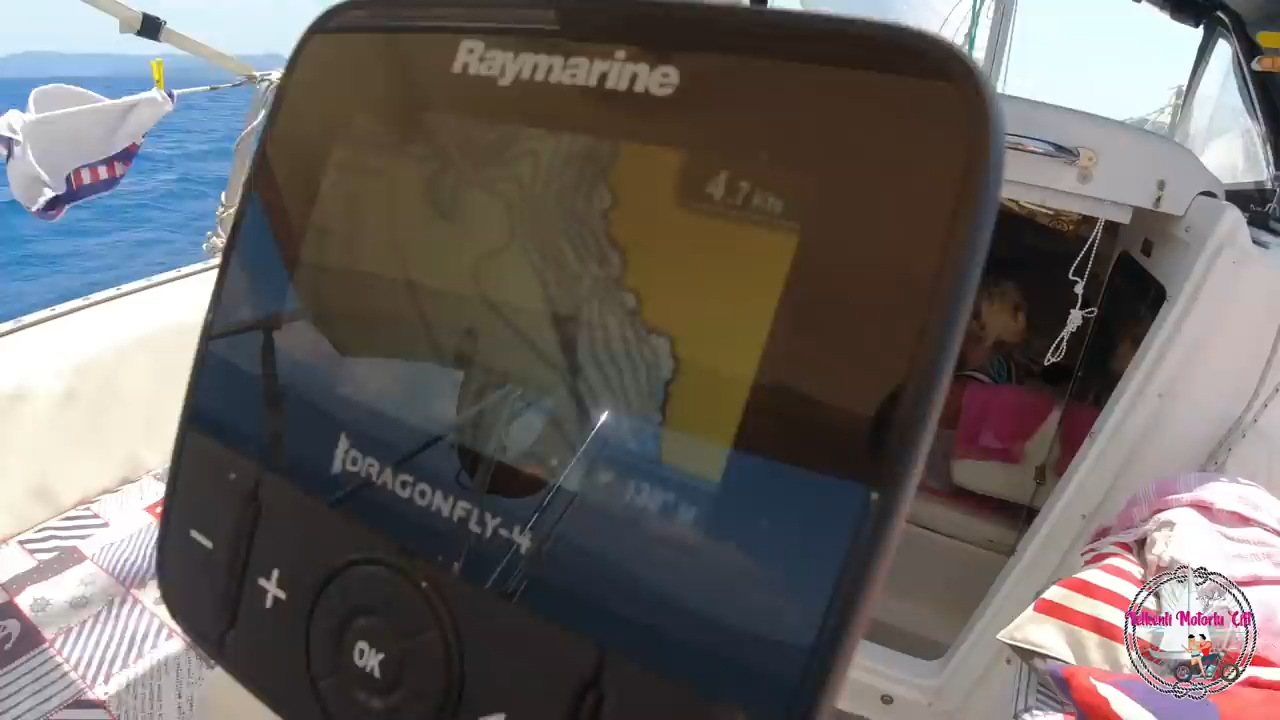 Raymarine
4.7
DRAGONFLY-4
-
+
OK
Yelkenli Motorlu Çift